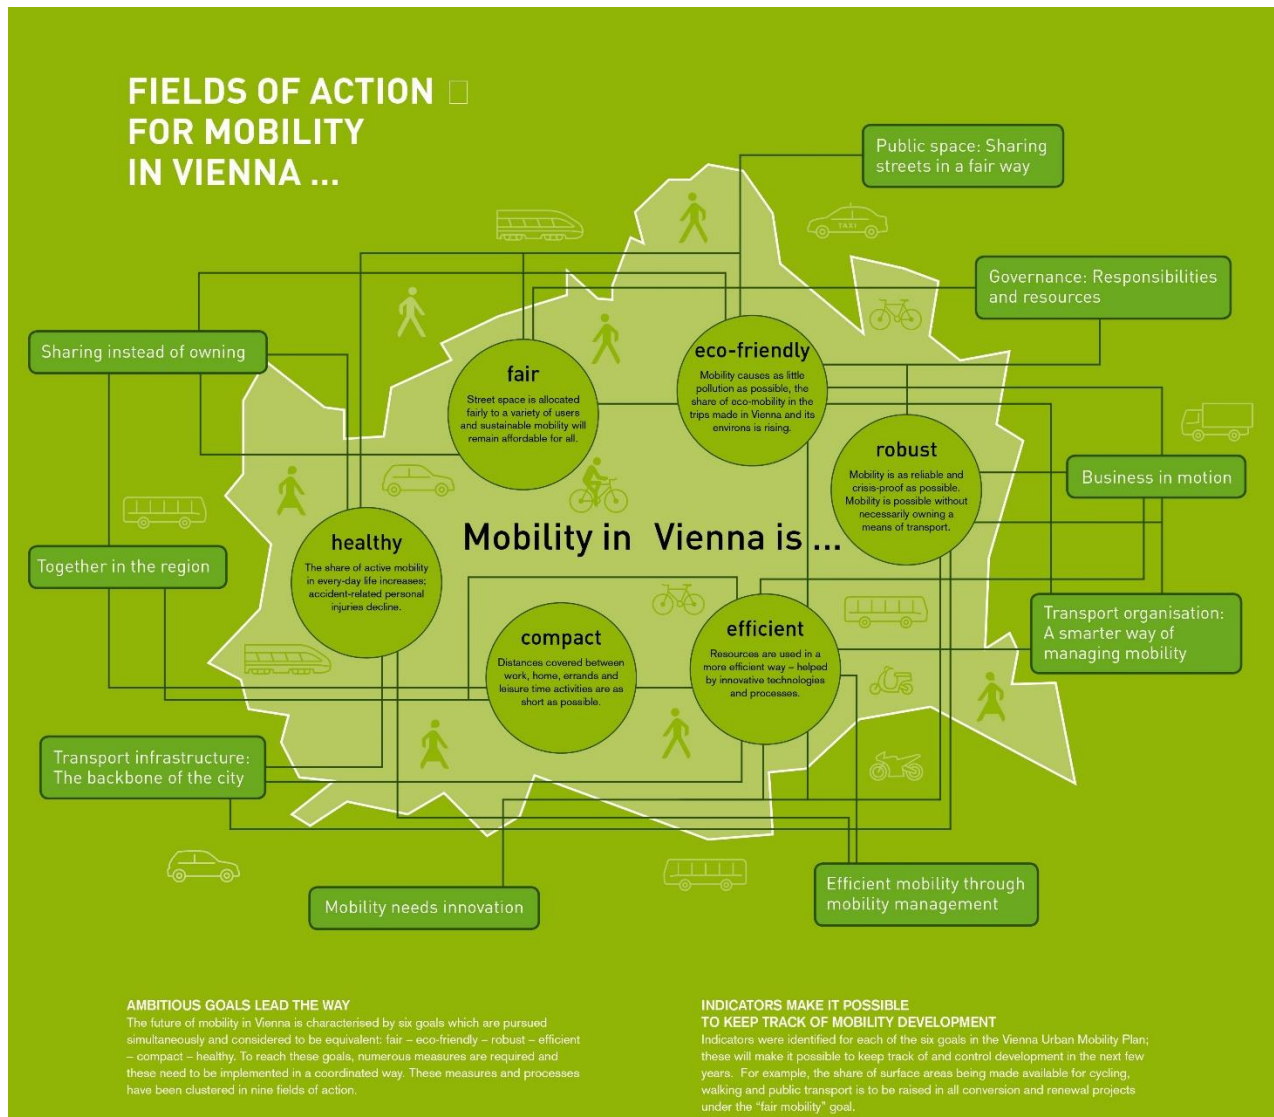 FIELDS OF ACTION
FOR MOBILITY
IN VIENNA ...
Public space: Sharing
streets in a fair way
TAXI
Governance: Responsibilities
and resources
Sharing instead of owning
fair
Street space is allocated
fairly to a variety of users
and sustainable mobility will
remain affordable for all.
eco-friendly
Mobility causes as little
pollution as possible, the
share of eco-mobility in the
trips made in Vienna and its
environs is rising.
robust
Mobility is as reliable and
crisis-proof as possible.
Mobility is possible without
necessarily owning a
means of transport.
Business in motion
healthy
The share of active mobility
in every-day life increases;
accident-related personal
injuries decline.
Mobility in Vienna is ...
Together in the region
compact
Distances covered between
work, home, errands and
leisure time activities are as
short as possible.
efficient
Resources are used in a
more efficient way – helped
by innovative technologies
and processes.
Transport organisation:
A smarter way of
managing mobility
Transport infrastructure:
The backbone of the city
Mobility needs innovation
Efficient mobility through
mobility management
AMBITIOUS GOALS LEAD THE WAY
The future of mobility in Vienna is characterised by six goals which are pursued
simultaneously and considered to be equivalent: fair – eco-friendly – robust – efficient
– compact – healthy. To reach these goals, numerous measures are required and
these need to be implemented in a coordinated way. These measures and processes
have been clustered in nine fields of action.
INDICATORS MAKE IT POSSIBLE
TO KEEP TRACK OF MOBILITY DEVELOPMENT
Indicators were identified for each of the six goals in the Vienna Urban Mobility Plan;
these will make it possible to keep track of and control development in the next few
years. For example, the share of surface areas being made available for cycling,
walking and public transport is to be raised in all conversion and renewal projects
under the “fair mobility” goal.